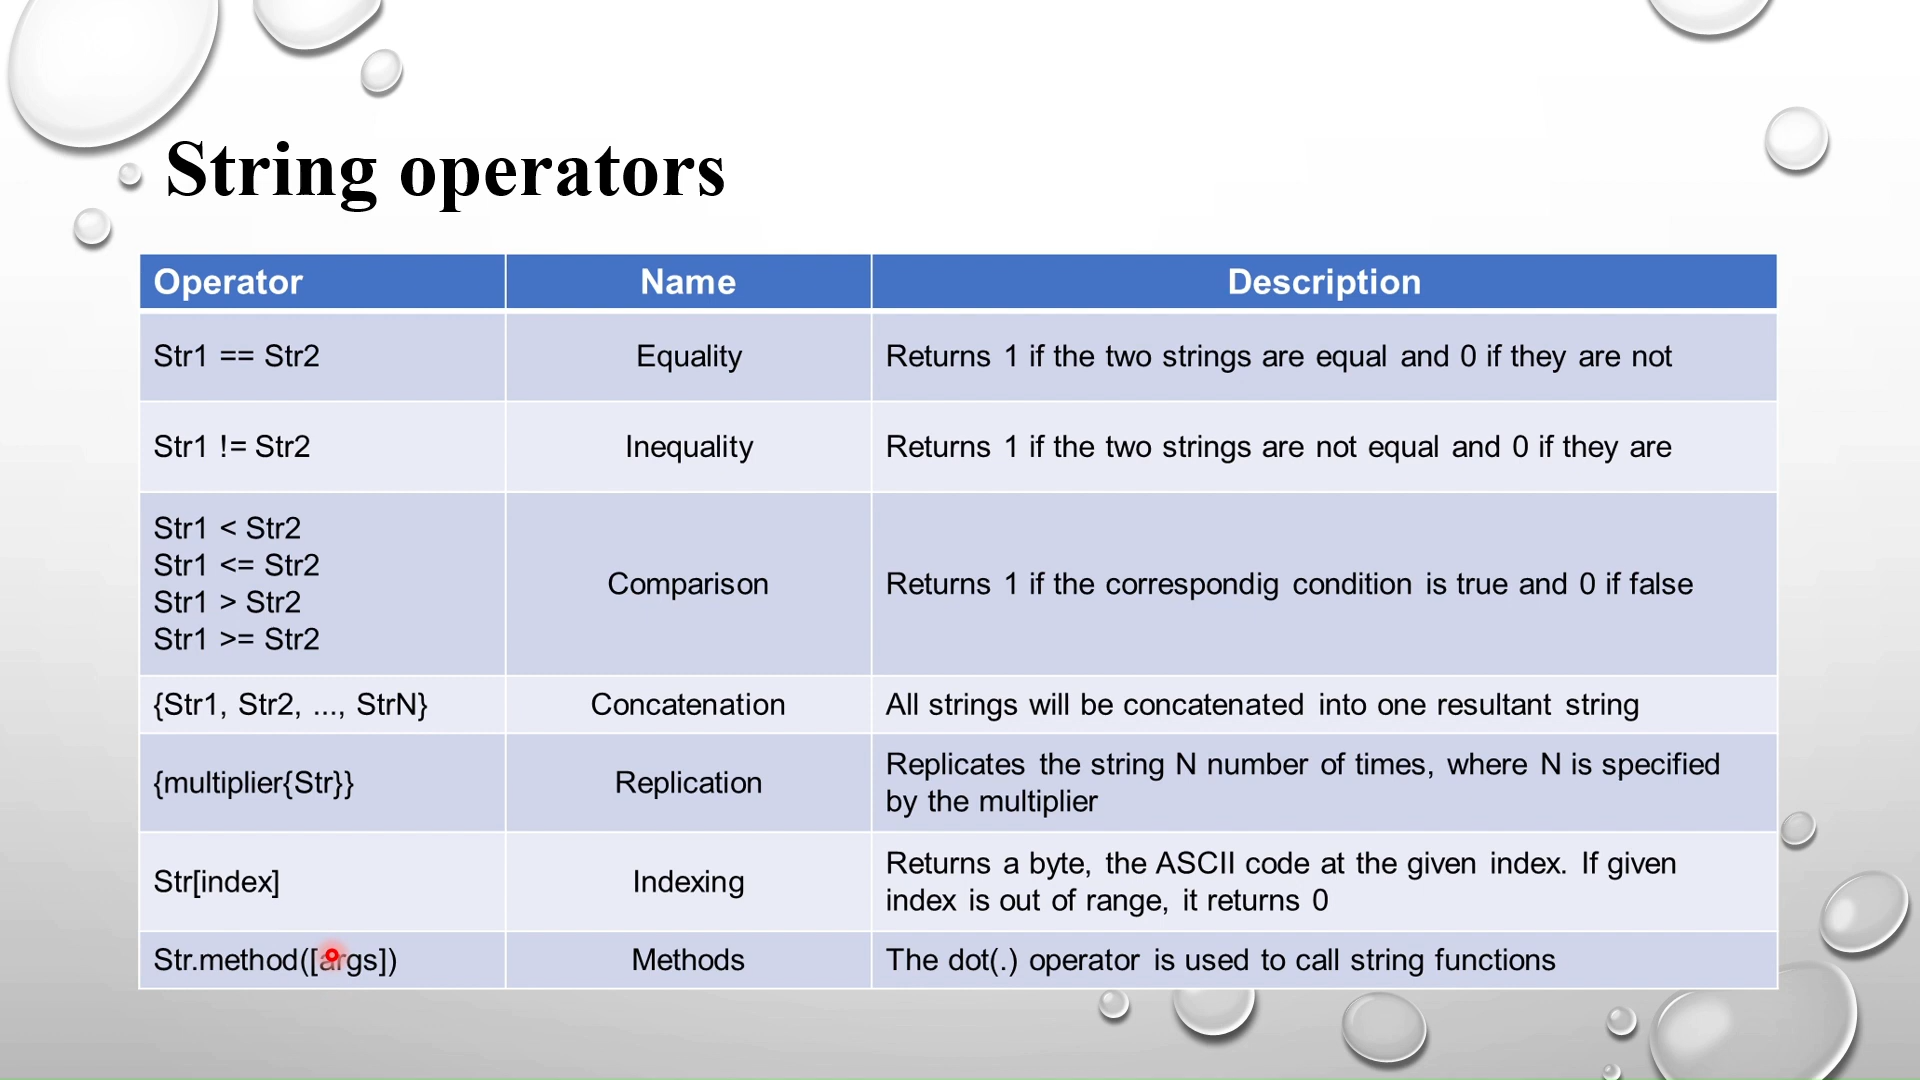 String operators
Operator Name Description
Str1 == Str2 Equality Returns 1 if the two strings are equal and 0 if they are not
Str1 != Str2 Inequality Returns 1 if the two strings are not equal and 0 if they are
Str1 < Str2
Str1 <= Str2
Str1 > Str2
Str1 >= Str2
Comparison
Returns 1 if the correspondig condition is true and 0 if false
{Str1, Str2, ..., StrN} Concatenation All strings will be concatenated into one resultant string
{multiplier{Str}} Replication
Replicates the string N number of times, where N is specified
by the multiplier
Str[index] Indexing
Returns a byte, the ASCII code at the given index. If given
index is out of range, it returns 0
Str.method([args]) Methods The dot(.) operator is used to call string functions